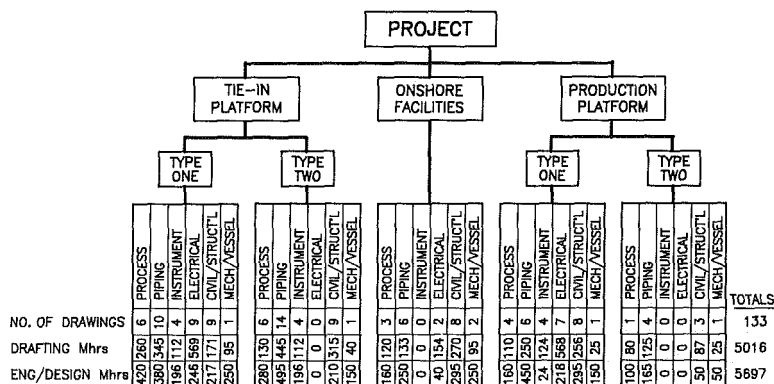 PROJECT
TIE-IN PLATFORM
ONSHORE FACILITIES
PRODUCTION PLATFORM
TYPE ONE
TYPE TWO
TYPE ONE
TYPE TWO
PROCESS PIPING INSTRUMENT ELECTRICAL CIVIL/STRUCT'L MECH/VESSEL
PROCESS PIPING INSTRUMENT ELECTRICAL CIVIL/STRUCT'L MECH/VESSEL
PROCESS PIPING INSTRUMENT ELECTRICAL CIVIL/STRUCT'L MECH/VESSEL
PROCESS PIPING INSTRUMENT ELECTRICAL CIVIL/STRUCT'L MECH/VESSEL
PROCESS PIPING INSTRUMENT ELECTRICAL CIVIL/STRUCT'L MECH/VESSEL
TOTALS
NO. OF DRAWINGS 6 10 4 9 9 1 6 14 4 0 9 1 3 6 0 2 8 2 4 6 4 7 8 1 1 4 0 0 3 1 133
DRAFTING Mhrs 260 345 112 569 171 95 130 445 112 0 315 40 120 133 0 154 270 95 110 250 124 568 256 25 80 125 0 0 87 25 5016
ENG/DESIGN Mhrs 420 380 196 246 217 250 280 495 196 0 210 150 160 250 0 40 295 250 160 450 24 218 295 150 100 165 0 0 50 50 5697